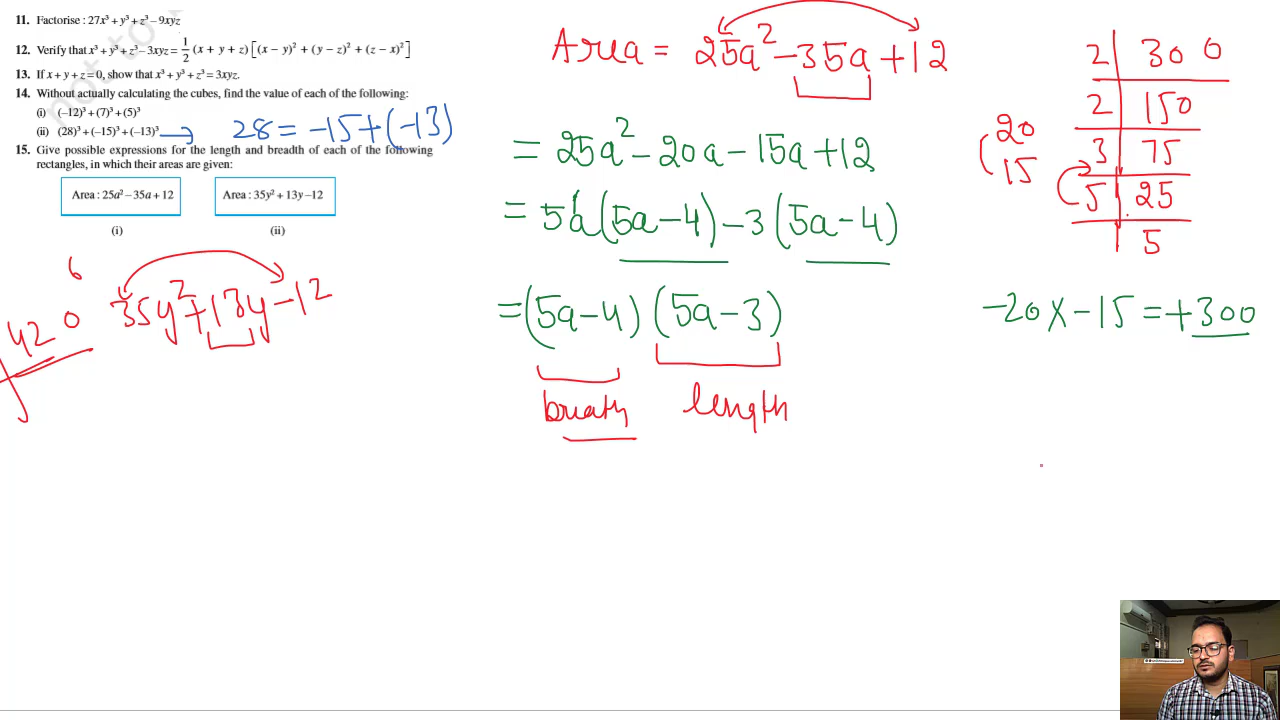 11. Factorise : 27x³ + y³ + z³ – 9xyz
12. Verify that x³ + y³ + z³ – 3xyz = 1/2 (x + y + z) [(x – y)² + (y – z)² + (z – x)²]
13. If x + y + z = 0, show that x³ + y³ + z³ = 3xyz.
14. Without actually calculating the cubes, find the value of each of the following:
(i) (–12)³ + (7)³ + (5)³
(ii) (28)³ + (–15)³ + (–13)³ → 28 = -15 + (-13)
15. Give possible expressions for the length and breadth of each of the following
rectangles, in which their areas are given:
Area : 25a² – 35a + 12
Area : 35y² + 13y – 12
(i)
(ii)
6
420
35y² + 13y - 12
Area = 25a² - 35a + 12
= 25a² - 20a - 15a + 12
= 5a(5a - 4) - 3(5a - 4)
= (5a - 4)(5a - 3)
breath length
2 | 300
2 | 150
3 | 75
5 | 25
5
20
15
-20 x -15 = +300